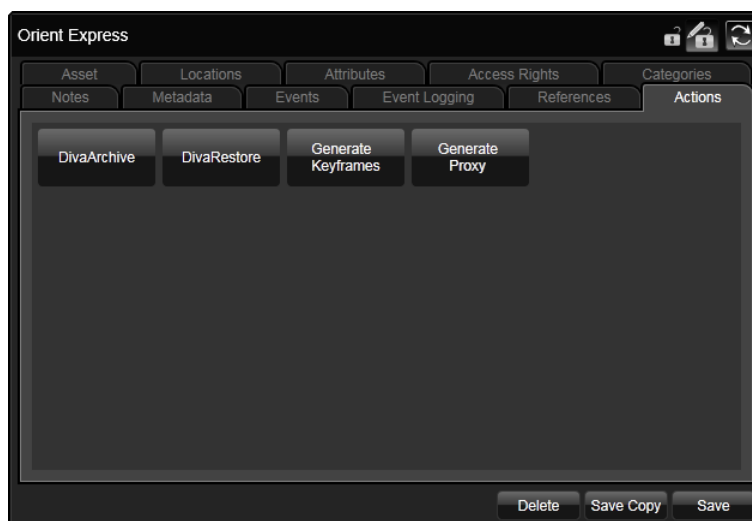 Orient Express
Asset Locations Attributes Access Rights Categories
Notes Metadata Events Event Logging References Actions
DivaArchive DivaRestore Generate Keyframes Generate Proxy
Delete Save Copy Save